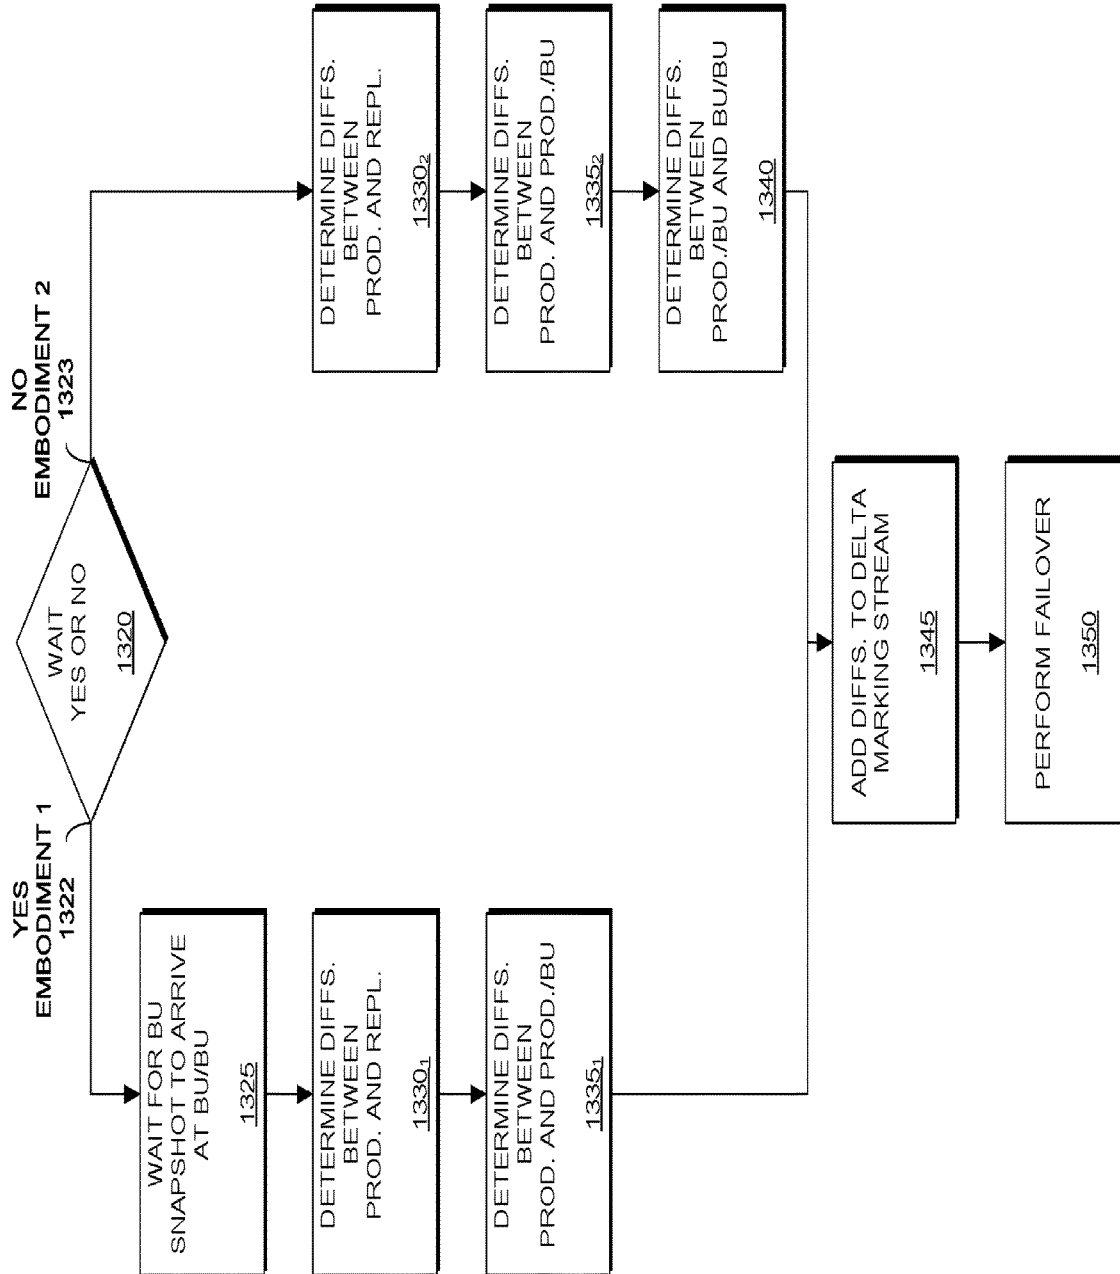 WAIT
YES OR NO
1320
YES
EMBODIMENT 1
1322
NO
EMBODIMENT 2
1323
WAIT FOR BU
SNAPSHOT TO ARRIVE
AT BU/BU
1325
DETERMINE DIFFS.
BETWEEN
PROD. AND REPL.
1330₁
DETERMINE DIFFS.
BETWEEN
PROD. AND PROD./BU
1335₁
DETERMINE DIFFS.
BETWEEN
PROD. AND REPL.
1330₂
DETERMINE DIFFS.
BETWEEN
PROD. AND PROD./BU
1335₂
DETERMINE DIFFS.
BETWEEN
PROD./BU AND BU/BU
1340
ADD DIFFS. TO DELTA
MARKING STREAM
1345
PERFORM FAILOVER
1350